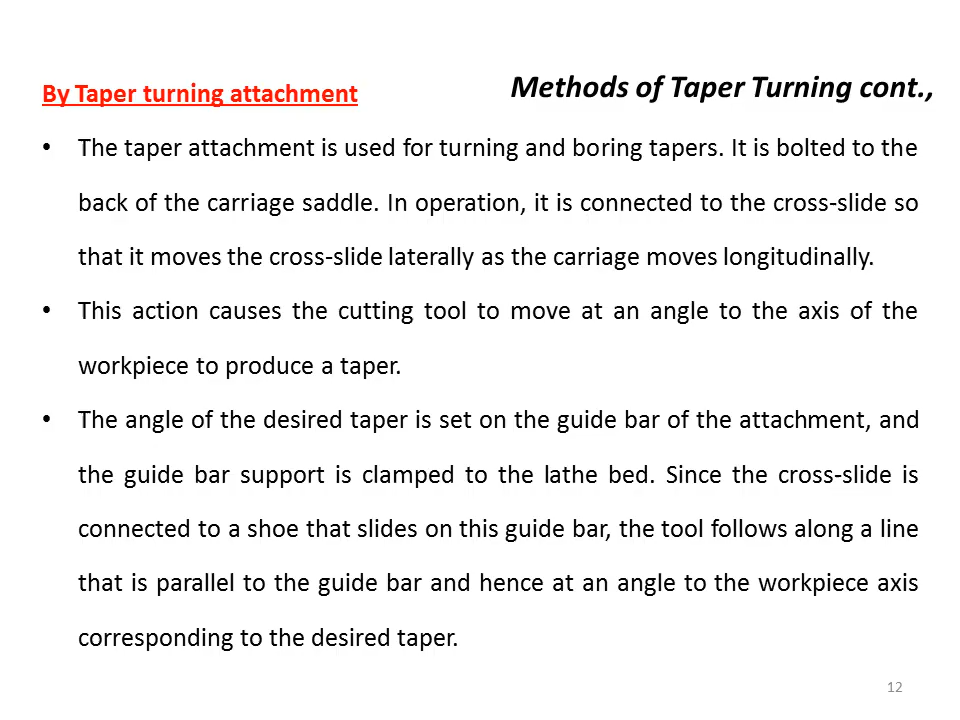 Methods of Taper Turning cont.,
By Taper turning attachment
• The taper attachment is used for turning and boring tapers. It is bolted to the
back of the carriage saddle. In operation, it is connected to the cross-slide so
that it moves the cross-slide laterally as the carriage moves longitudinally.
• This action causes the cutting tool to move at an angle to the axis of the
workpiece to produce a taper.
• The angle of the desired taper is set on the guide bar of the attachment, and
the guide bar support is clamped to the lathe bed. Since the cross-slide is
connected to a shoe that slides on this guide bar, the tool follows along a line
that is parallel to the guide bar and hence at an angle to the workpiece axis
corresponding to the desired taper.
12